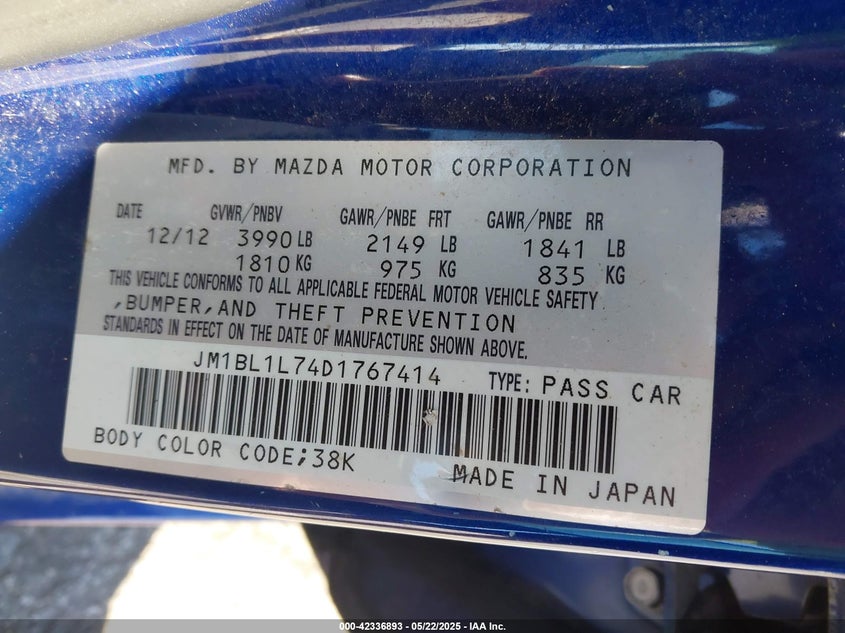 MFD. BY MAZDA MOTOR CORPORATION
DATE GVWR/PNBV GAWR/PNBE FRT GAWR/PNBE RR
12/12 3990 LB 2149 LB 1841 LB
1810 KG 975 KG 835 KG
THIS VEHICLE CONFORMS TO ALL APPLICABLE FEDERAL MOTOR VEHICLE SAFETY
,BUMPER,AND THEFT PREVENTION
STANDARDS IN EFFECT ON THE DATE OF MANUFACTURE SHOWN ABOVE.
JM1BL1L74D1767414 TYPE: PASS CAR
BODY COLOR CODE;38K
MADE IN JAPAN
000-42336893 - 05/22/2025 - IAA Inc.